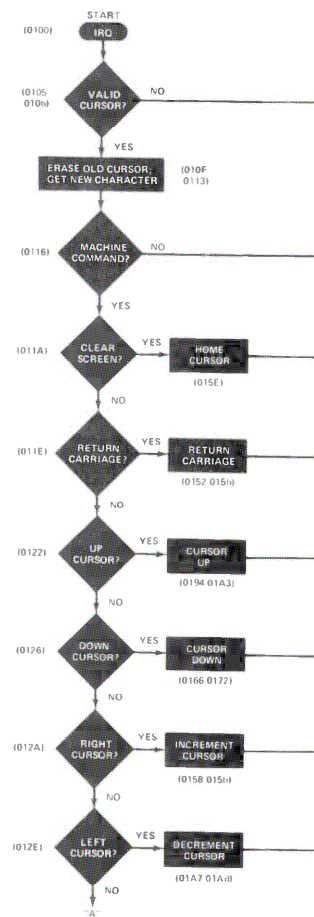 START
(0100) IRQ
(0105 010b) VALID CURSOR? NO
YES
ERASE OLD CURSOR; GET NEW CHARACTER (010F 0113)
(0116) MACHINE COMMAND? NO
YES
(011A) CLEAR SCREEN? YES HOME CURSOR
(015E)
NO
(011E) RETURN CARRIAGE? YES RETURN CARRIAGE
(0152 015b)
NO
(0122) UP CURSOR? YES CURSOR UP
(0194 01A3)
NO
(0126) DOWN CURSOR? YES CURSOR DOWN
(0166 0172)
NO
(012A) RIGHT CURSOR? YES INCREMENT CURSOR
(0158 015b)
NO
(012E) LEFT CURSOR? YES DECREMENT CURSOR
(01A7 01Ad)
NO
"A"